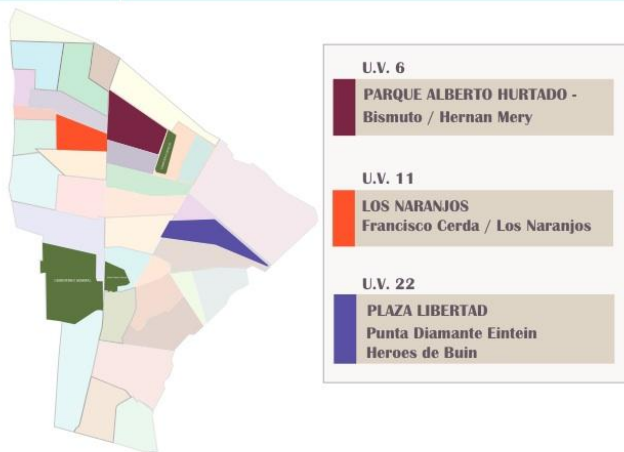 U.V. 6
PARQUE ALBERTO HURTADO -
Bismuto / Hernan Mery
U.V. 11
LOS NARANJOS
Francisco Cerda / Los Naranjos
U.V. 22
PLAZA LIBERTAD
Punta Diamante Eintein
Heroes de Buin